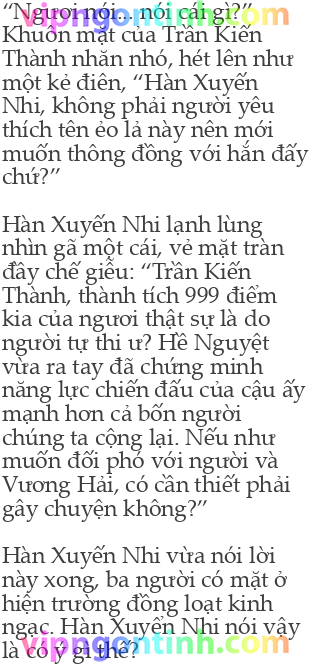 “Ngươi nói... nói cái gì?”
vipngontinh.com
Khuôn mặt của Trần Kiến
Thành nhăn nhó, hét lên như
một kẻ điên, “Hàn Xuyến
Nhi, không phải người yêu
thích tên ẻo lả này nên mới
muốn thông đồng với hắn đấy
chứ?”
Hàn Xuyến Nhi lạnh lùng
nhìn gã một cái, vẻ mặt tràn
đầy chế giễu: “Trần Kiến
Thành, thành tích 999 điểm
kia của ngươi thật sự là do
người tự thi ư? Hề Nguyệt
vừa ra tay đã chứng minh
năng lực chiến đấu của cậu ấy
mạnh hơn cả bốn người
chúng ta cộng lại. Nếu như
muốn đối phó với người và
Vương Hải, có cần thiết phải
gây chuyện không?”
Hàn Xuyến Nhi vừa nói lời
này xong, ba người có mặt ở
hiện trường đồng loạt kinh
ngạc. Hàn Xuyến Nhi nói vậy
là có ý gì thế?
vipngontinh.com